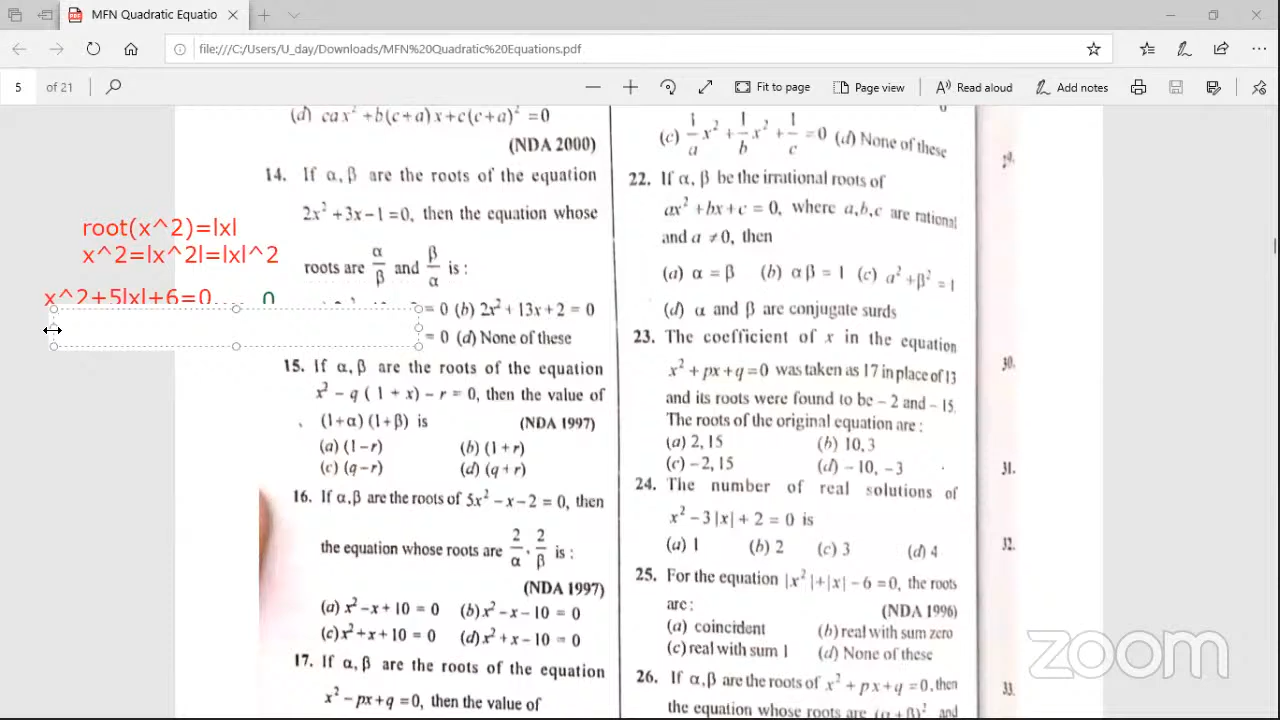 MFN Quadratic Equatio
file:///C:/Users/U_day/Downloads/MFN%20Quadratic%20Equations.pdf
5 of 21
Fit to page
Page view
Read aloud
Add notes
(d) cax² + b(c+a)x + c(c+a)² = 0
(NDA 2000)
14. If α, β are the roots of the equation
2x² + 3x − 1 = 0, then the equation whose
roots are α/β and β/α is :
root(x^2)=lxl
x^2=lx^2l=lxl^2
x^2+5lxl+6=0.... 0
= 0 (b) 2x² + 13x + 2 = 0
= 0 (d) None of these
15. If α, β are the roots of the equation
x² − q ( 1 + x) − r = 0, then the value of
(1+α) (1+β) is (NDA 1997)
(a) (1−r) (b) (1+r)
(c) (q−r) (d) (q+r)
16. If α,β are the roots of 5x² − x − 2 = 0, then
the equation whose roots are 2/α, 2/β is :
(NDA 1997)
(a) x² − x + 10 = 0 (b) x² − x − 10 = 0
(c) x² + x + 10 = 0 (d) x² + x − 10 = 0
17. If α, β are the roots of the equation
x² − px + q = 0, then the value of
(c) 1/a x² + 1/b x² + 1/c = 0 (d) None of these
22. If α, β be the irrational roots of
ax² + bx + c = 0, where a,b,c are rational
and a ≠ 0, then
(a) α = β (b) αβ = 1 (c) α² + β² = 1
(d) α and β are conjugate surds
23. The coefficient of x in the equation
x² + px + q = 0 was taken as 17 in place of 13
and its roots were found to be − 2 and − 15.
The roots of the original equation are :
(a) 2, 15 (b) 10, 3
(c) − 2, 15 (d) − 10, −3
24. The number of real solutions of
x² − 3 |x| + 2 = 0 is
(a) 1 (b) 2 (c) 3 (d) 4
25. For the equation |x²| + |x| − 6 = 0, the roots
are : (NDA 1996)
(a) coincident (b) real with sum zero
(c) real with sum 1 (d) None of these
26. If α, β are the roots of x² + px + q = 0, then
the equation whose roots are (α + β)² and
30.
31.
32.
33.
zoom